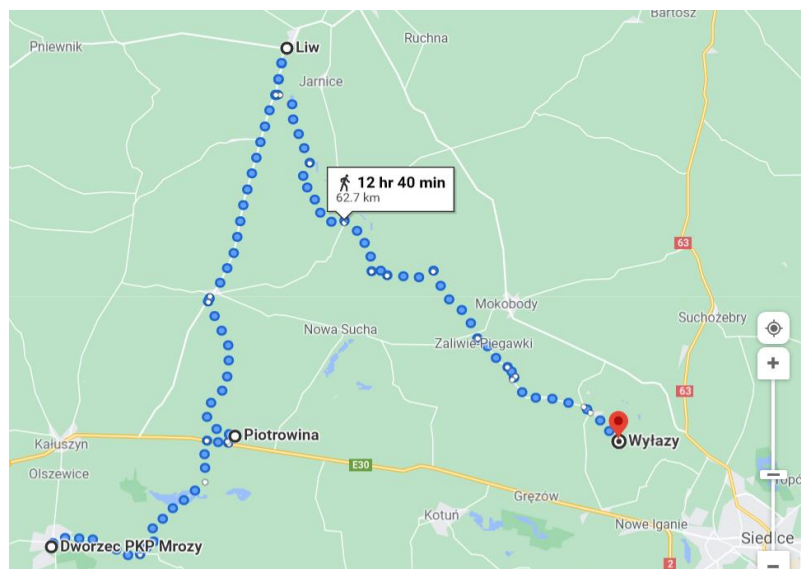 Bartosz
Pniewnik
Liw
Ruchna
Jarnice
12 hr 40 min
62.7 km
63
Mokobody
Suchożebry
Nowa Sucha
Zaliwie-Piegawki
63
Piotrowina
Wyłazy
Kałuszyn
E30
Olszewice
Gręzów
Kotuń
Nowe Iganie
Dworzec PKP Mrozy
Siedlce
2